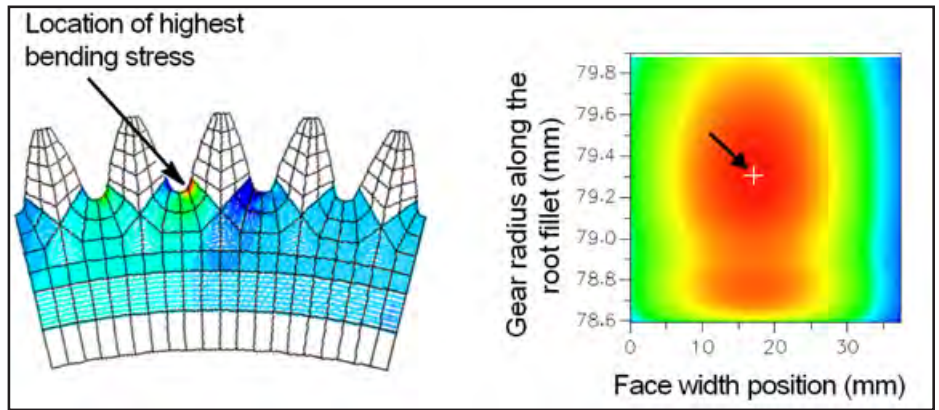 Location of highest
bending stress
Gear radius along the
root fillet (mm)
79.8
79.6
79.4
79.2
79.0
78.8
78.6
0
10
20
30
Face width position (mm)